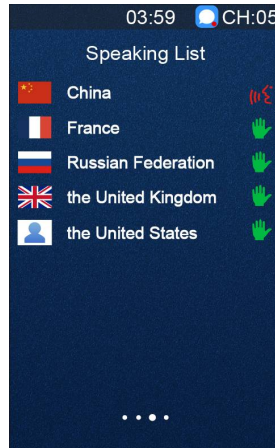 03:59 CH:05
Speaking List
China
France
Russian Federation
the United Kingdom
the United States